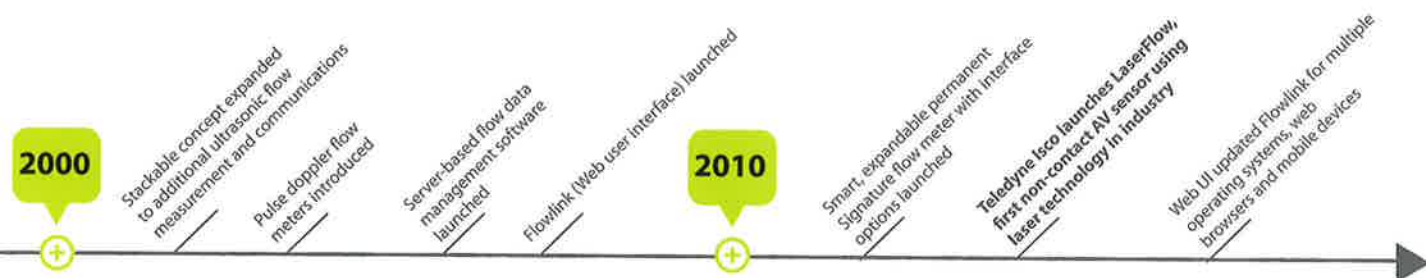 2000
Stackable concept expanded
to additional ultrasonic flow
measurement and communications
Pulse doppler flow
meters introduced
Server-based flow data
management software
launched
Flowlink (Web user interface) launched
2010
Smart, expandable permanent
Signature flow meter with interface
options launched
Teledyne Isco launches LaserFlow,
first non-contact AV sensor using
laser technology in industry
Web UI updated Flowlink for multiple
operating systems, web
browsers and mobile devices